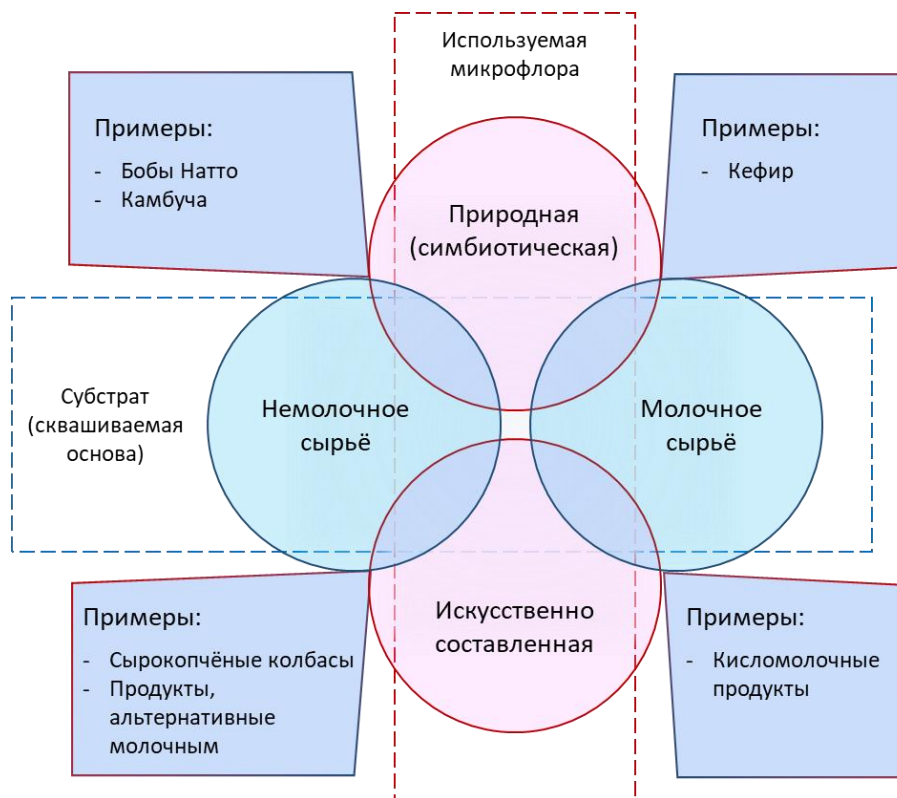 Используемая
микрофлора
Примеры:
- Бобы Натто
- Камбуча
Примеры:
- Кефир
Природная
(симбиотическая)
Субстрат
(сквашиваемая
основа)
Немолочное
сырьё
Молочное
сырьё
Примеры:
- Сырокопчёные колбасы
- Продукты,
альтернативные
молочным
Искусственно
составленная
Примеры:
- Кисломолочные
продукты